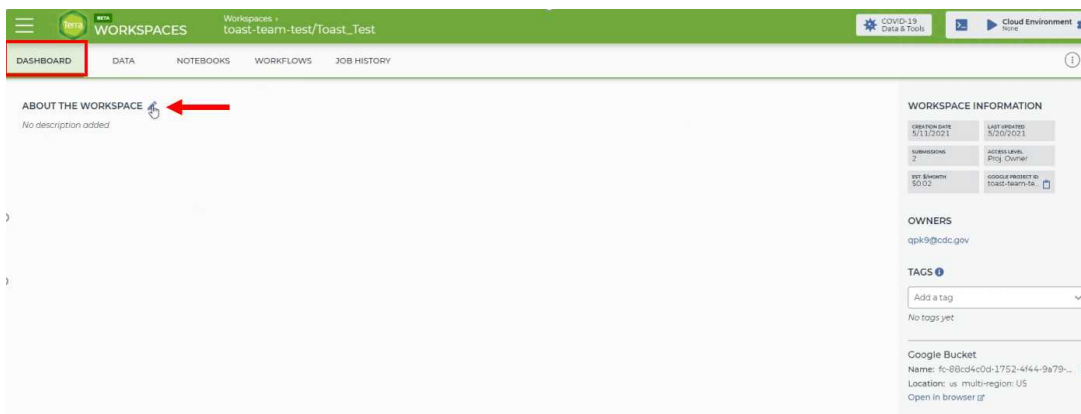 Terra
BETA
WORKSPACES
Workspaces ›
toast-team-test/Toast_Test
COVID-19
Data & Tools
Cloud Environment
None
DASHBOARD
DATA
NOTEBOOKS
WORKFLOWS
JOB HISTORY
ABOUT THE WORKSPACE
No description added
WORKSPACE INFORMATION
CREATION DATE
5/11/2021
LAST UPDATED
5/20/2021
SUBMISSIONS
2
ACCESS LEVEL
Proj. Owner
EST. $/MONTH
$0.02
GOOGLE PROJECT ID
toast-team-te...
OWNERS
qpk9@cdc.gov
TAGS
Add a tag
No tags yet
Google Bucket
Name: fc-88cd4c0d-1752-4f44-9a79-...
Location: us multi-region: US
Open in browser